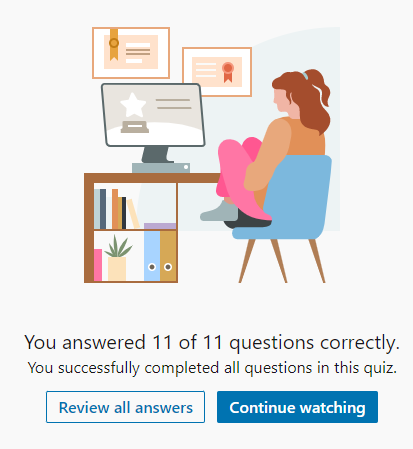 You answered 11 of 11 questions correctly.
You successfully completed all questions in this quiz.
Review all answers
Continue watching